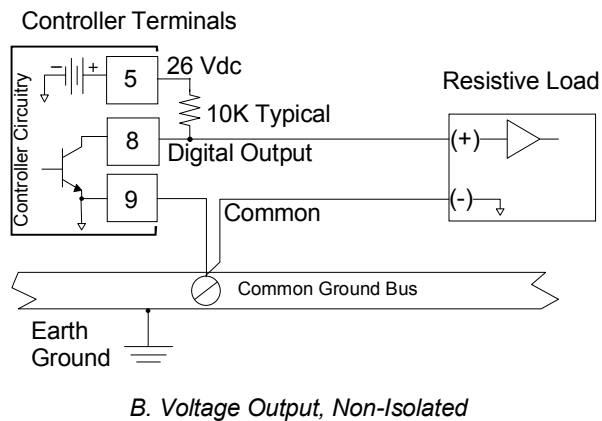 Controller Terminals
Controller Circuitry
− +
5
26 Vdc
Resistive Load
10K Typical
8
Digital Output
(+)
9
Common
(-)
Common Ground Bus
Earth
Ground
B. Voltage Output, Non-Isolated